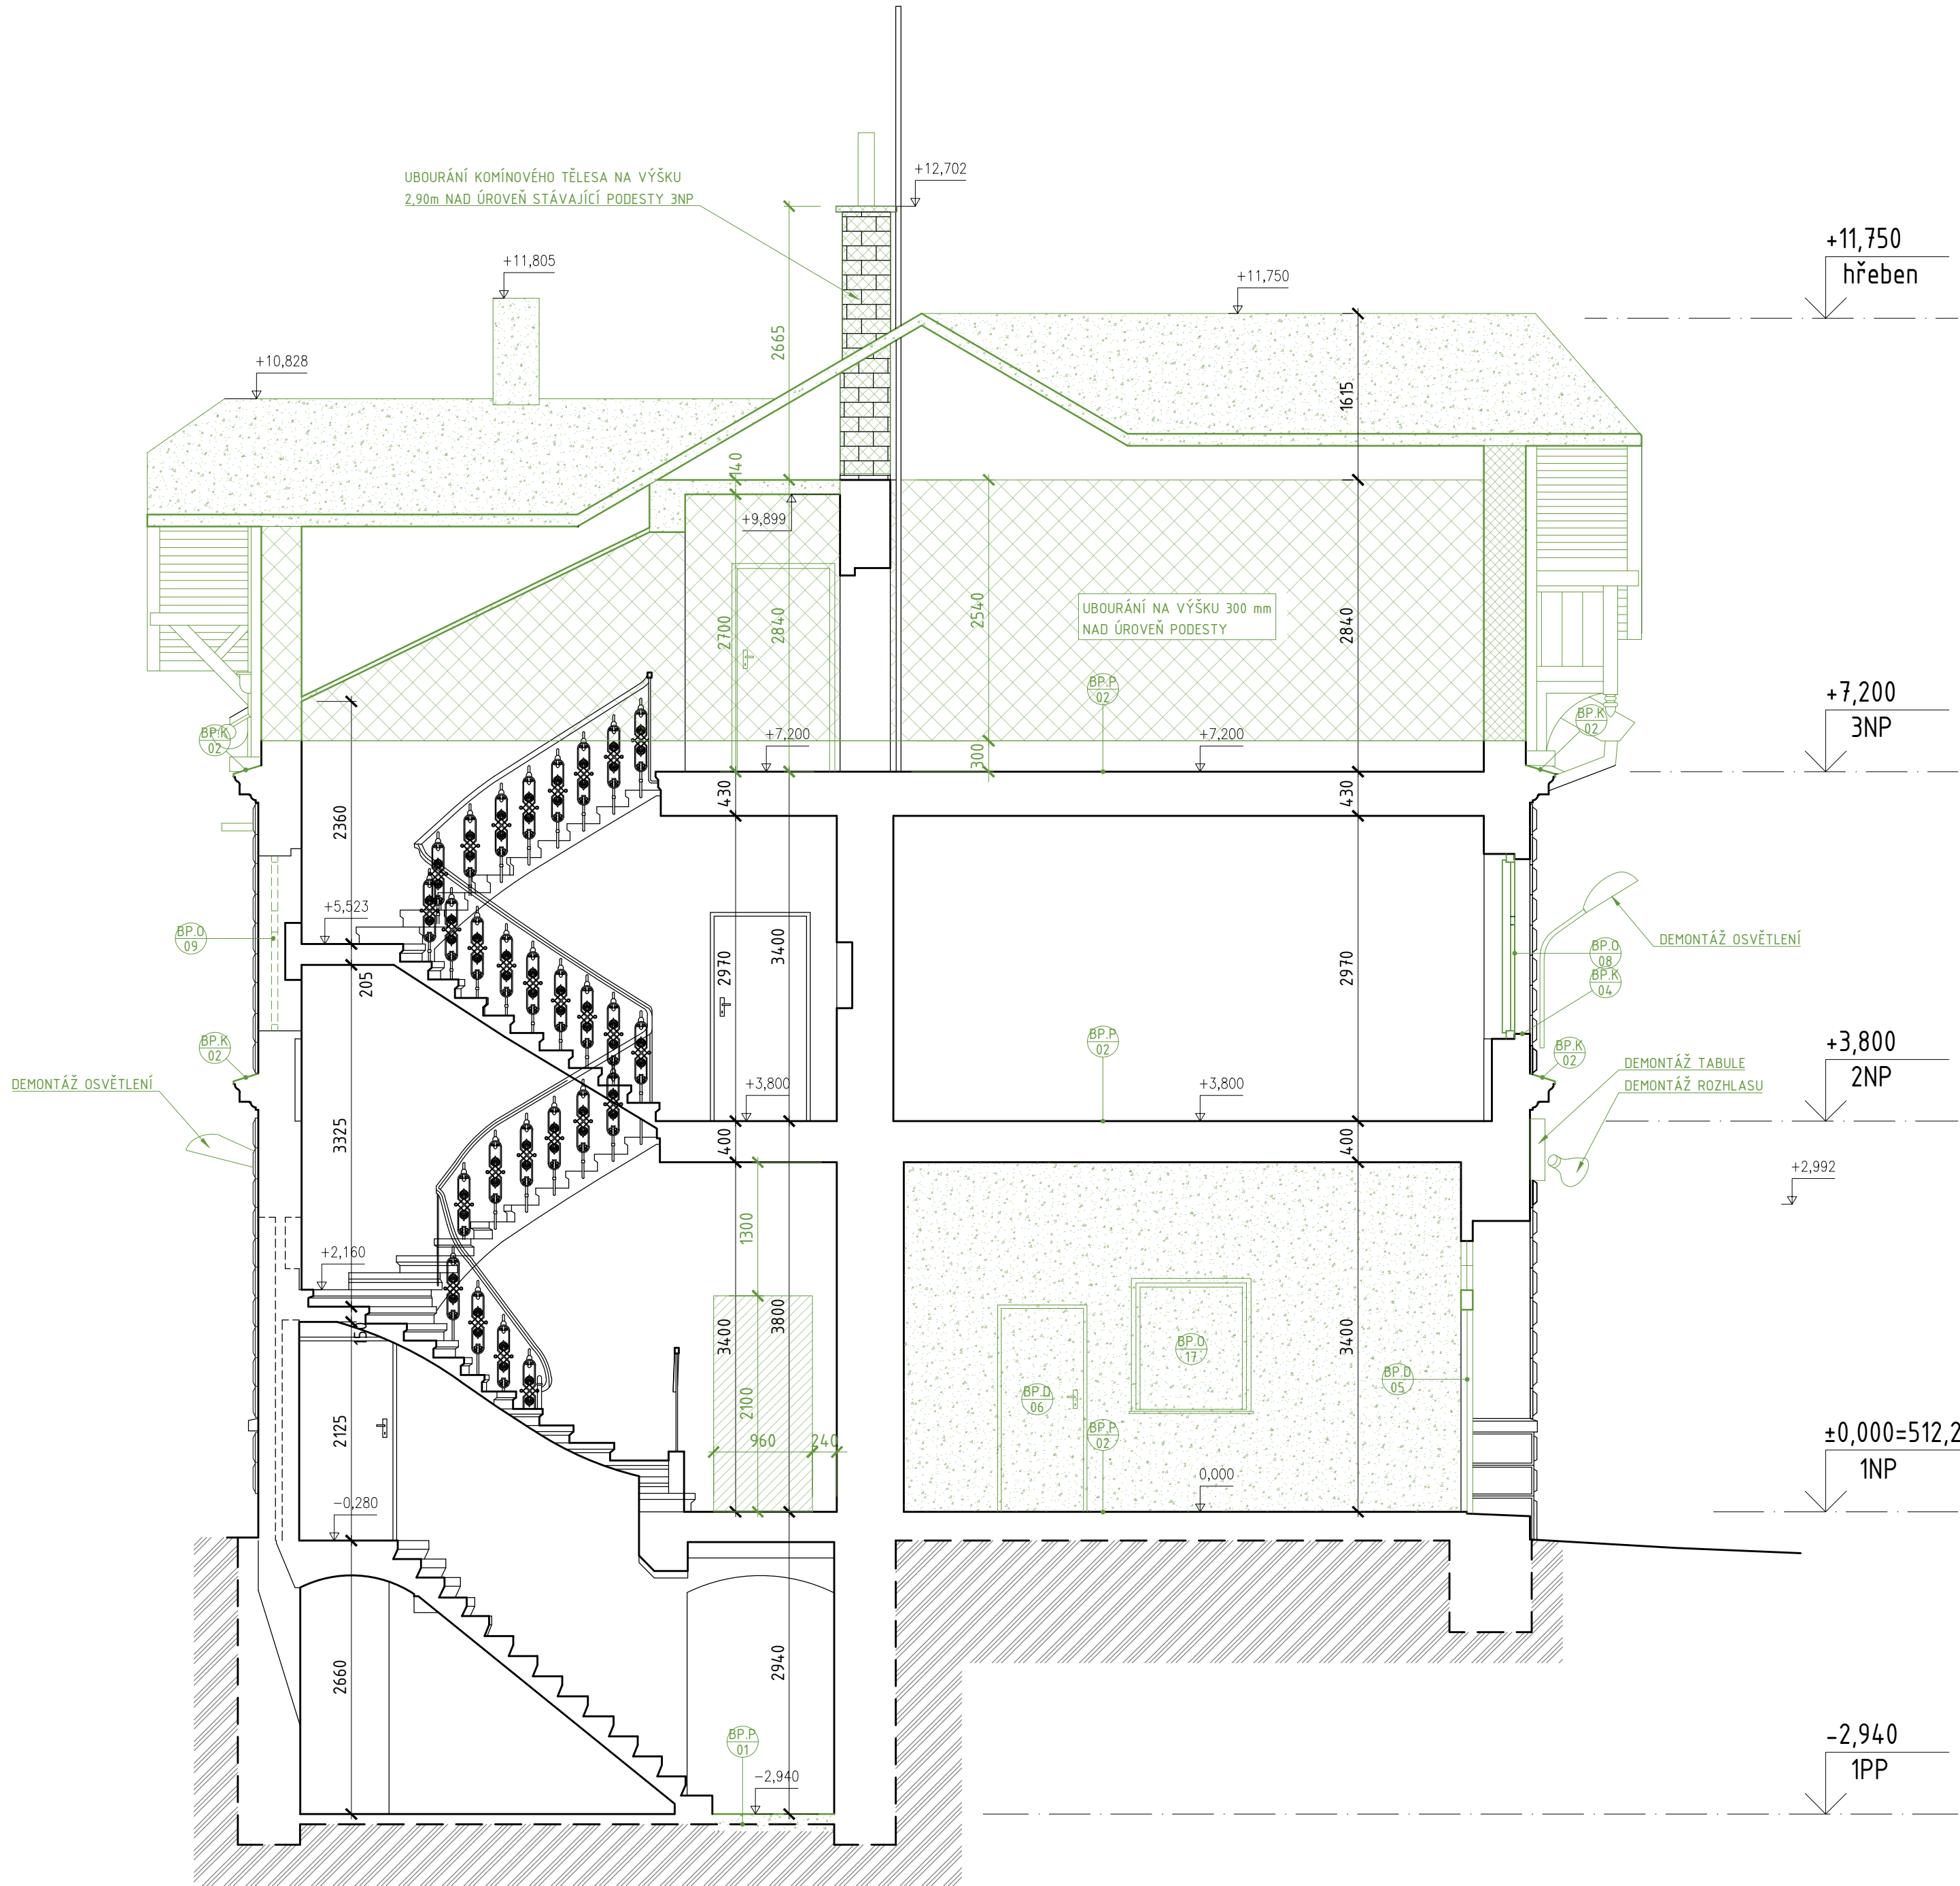 UBOURÁNÍ KOMÍNOVÉHO TĚLESA NA VÝŠKU
2,90m NAD ÚROVEŇ STÁVAJÍCÍ PODESTY 3NP
+12,702
+11,805
+11,750
+11,750
hřeben
+10,828
2665
1615
140
+9,899
2700
2840
2540
UBOURÁNÍ NA VÝŠKU 300 mm
NAD ÚROVEŇ PODESTY
2840
BP.P
02
BP.K
02
BP.K
02
+7,200
3NP
+7,200
+7,200
300
430
430
2360
+5,523
BP.O
09
205
2970
3400
2970
DEMONTÁŽ OSVĚTLENÍ
BP.O
08
BP.K
04
BP.P
02
BP.K
02
BP.K
02
+3,800
2NP
DEMONTÁŽ OSVĚTLENÍ
DEMONTÁŽ TABULE
DEMONTÁŽ ROZHLASU
+3,800
+3,800
3325
400
400
+2,992
1300
+2,160
150
3400
3800
3400
BP.O
17
BP.D
05
BP.D
06
2100
2125
BP.P
02
960
240
±0,000=512,2
1NP
0,000
-0,280
2660
2940
BP.P
01
-2,940
-2,940
1PP